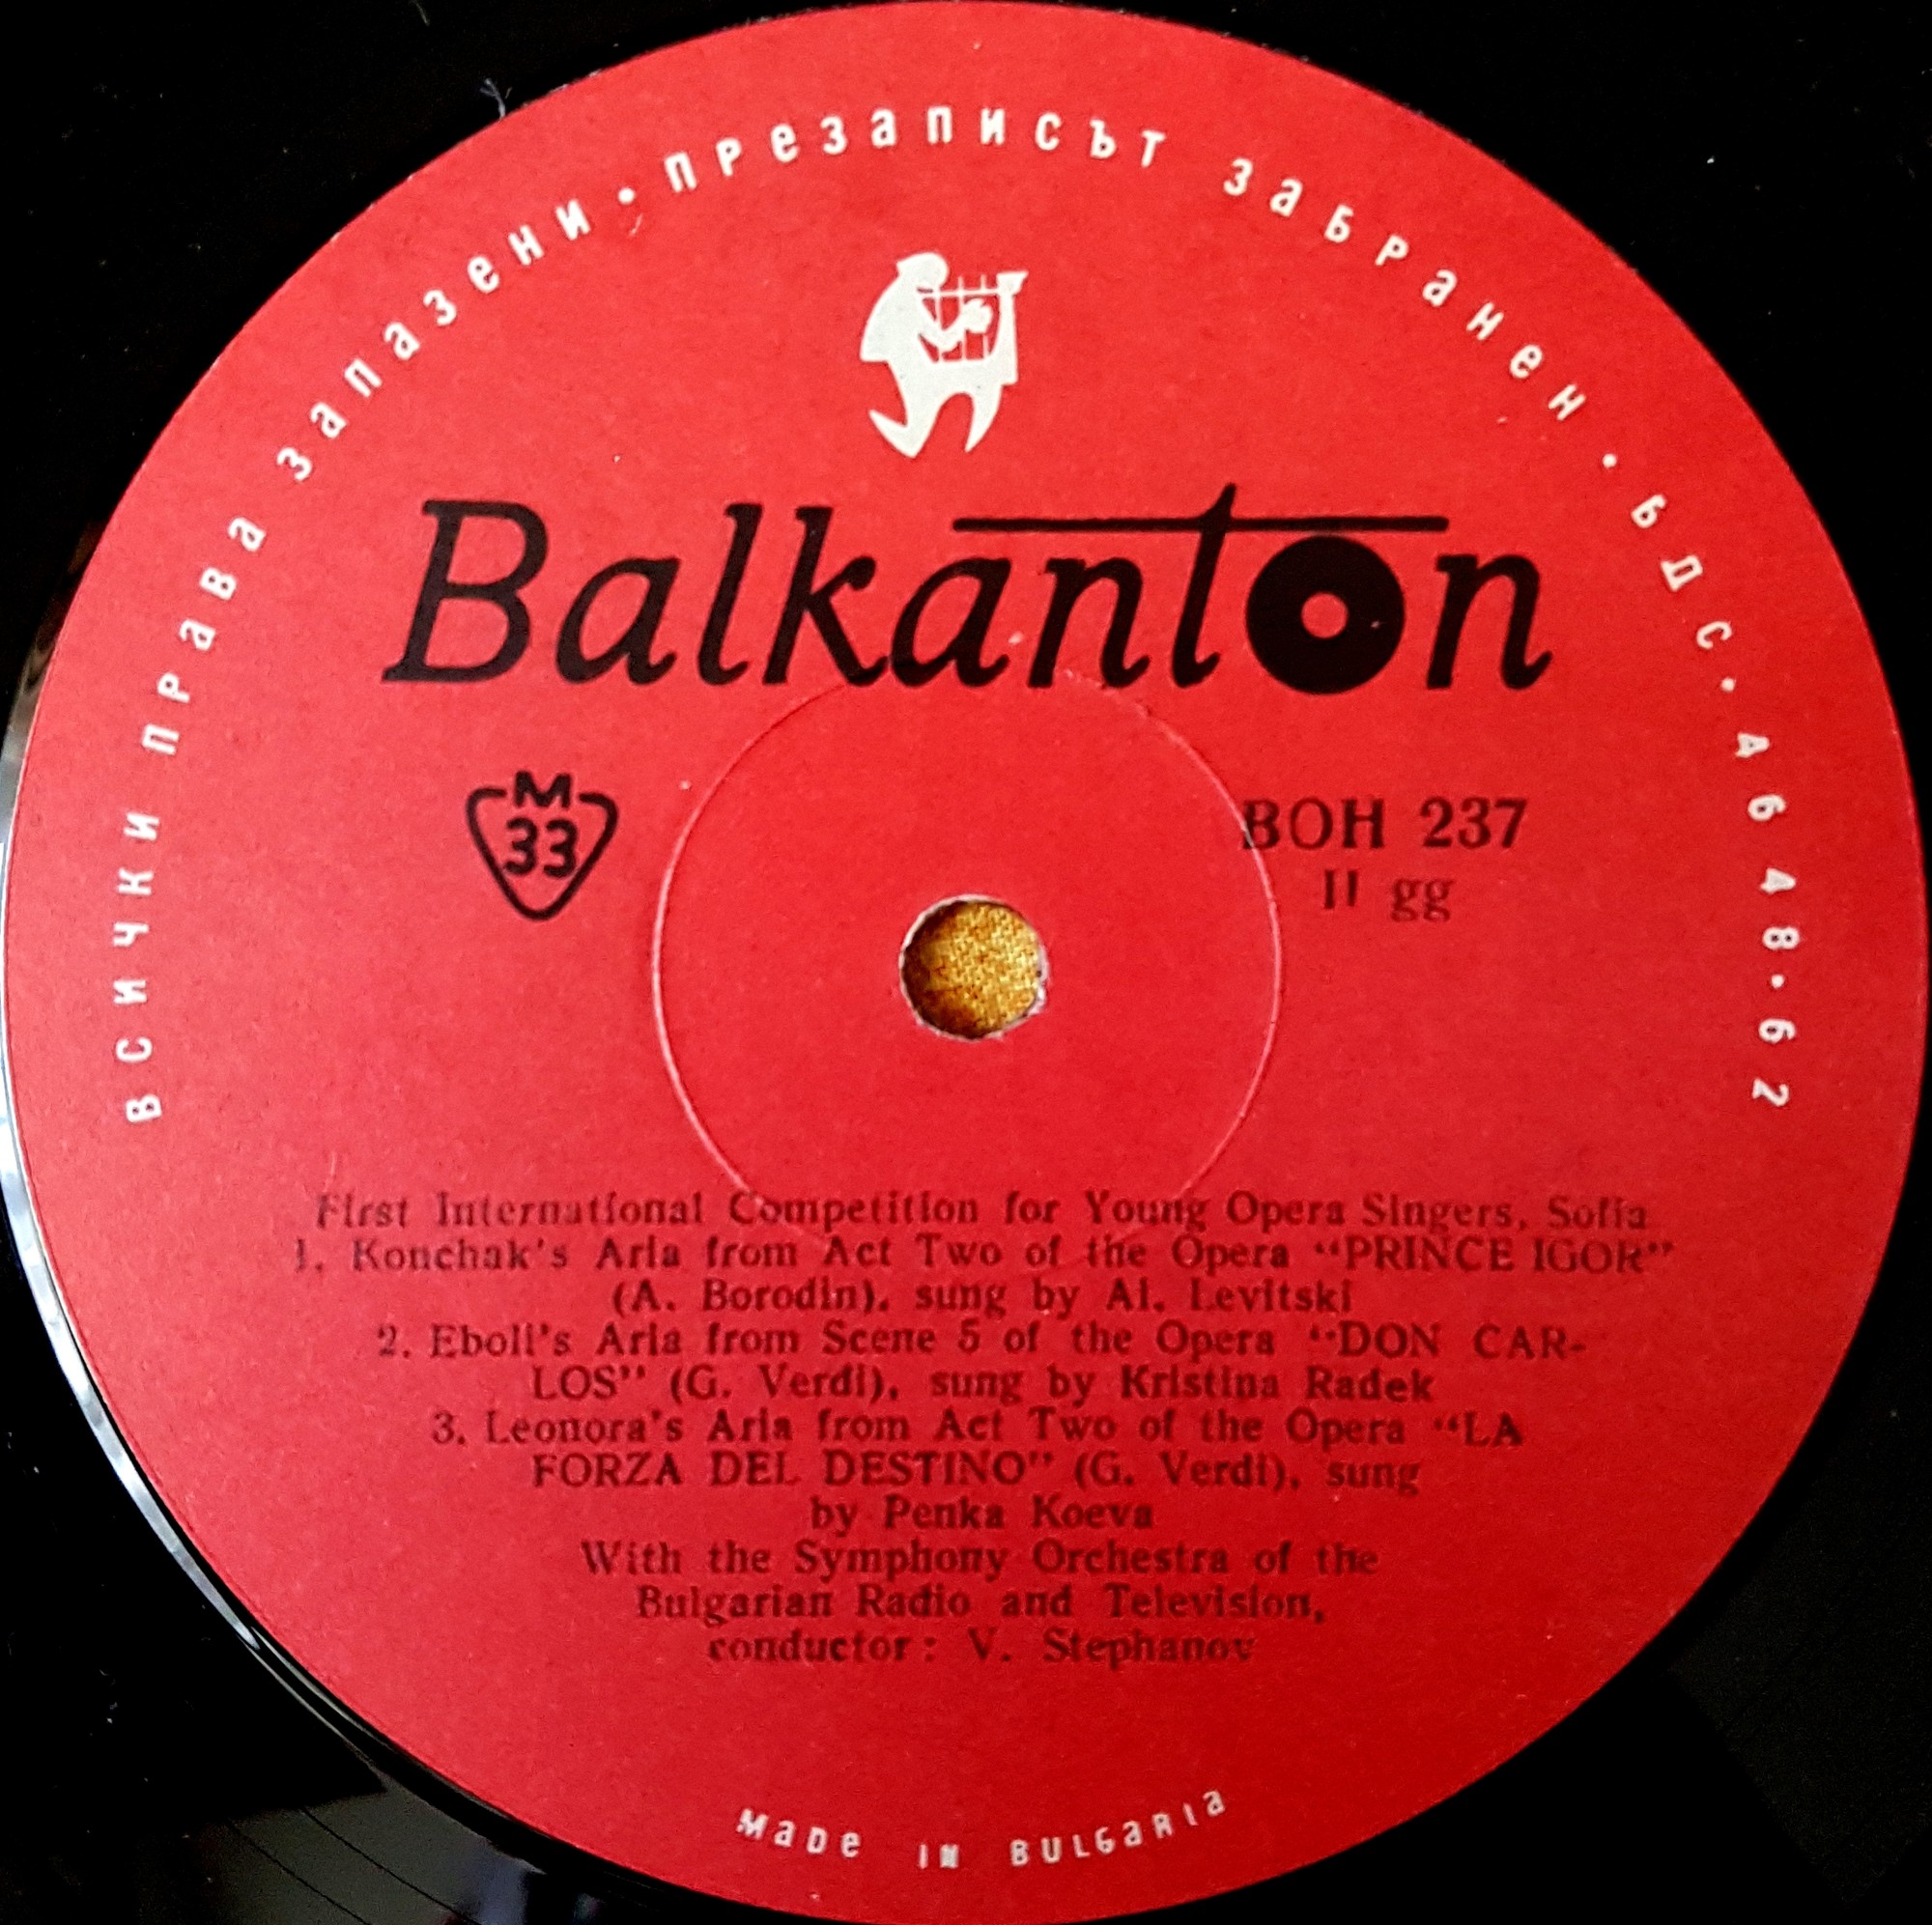 всички права запазени · презаписът забранен · бдс · 4648 · 62
Balkanton
M
33
BOH 237
II gg
First International Competition for Young Opera Singers, Sofia
1. Konchak's Aria from Act Two of the Opera “PRINCE IGOR”
(A. Borodin), sung by Al. Levitski
2. Eboli's Aria from Scene 5 of the Opera “DON CAR-
LOS” (G. Verdi), sung by Kristina Radek
3. Leonora's Aria from Act Two of the Opera “LA
FORZA DEL DESTINO” (G. Verdi), sung
by Penka Koeva
With the Symphony Orchestra of the
Bulgarian Radio and Television,
conductor: V. Stephanov
Made in Bulgaria